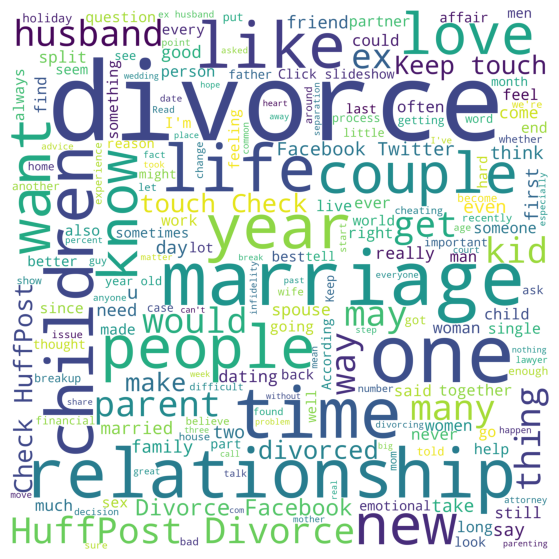 holiday
ex husband
affair
men
question
every
friend
partner
put
husband
like
ex
could
love
split
see
point
asked
good
seem
person
father
Click slideshow
wedding
hope
Keep touch
month
always
date
Read
around
heart
separation
we're
find
something
I'm
process
last
often
feel
divorce
want
home
place
away
little
getting
word
come
end
advice
reason
feeling
change
I've
whether
another
fact
took
might
let
common
life
couple
Facebook Twitter
think
hard
become
recently
especially
children
know
experience
touch Check
live
ever
cheating
first
even
also
sometimes
work
year
world
right
age
someone
better
guy
day
lot
start
get
really
man
important
court
kid
show
percent
matter
best
tell
break
past
everyone
ask
since
year old
u
infidelity
Keep
wife
anyone
need
case
can't
marriage
issue
made
would
spouse
According
woman
child
single
thought
going
may
got
step
nothing
lawyer
breakup
people
mean
number
enough
Check HuffPost
share
make
week
difficult
dating
back
way
one
divorcing
happen
financial
believe
three
found
without
said together
many
thing
parent
married
house
problem
well
two
time
women
told
go
family
part
never
help
move
great
call
talk
divorced
big
mom
relationship
real
much
decision
sex
com
emotional
take
still
attorney
mother
Divorce Facebook
long
say
HuffPost Divorce
new
look
sure
bad
parenting